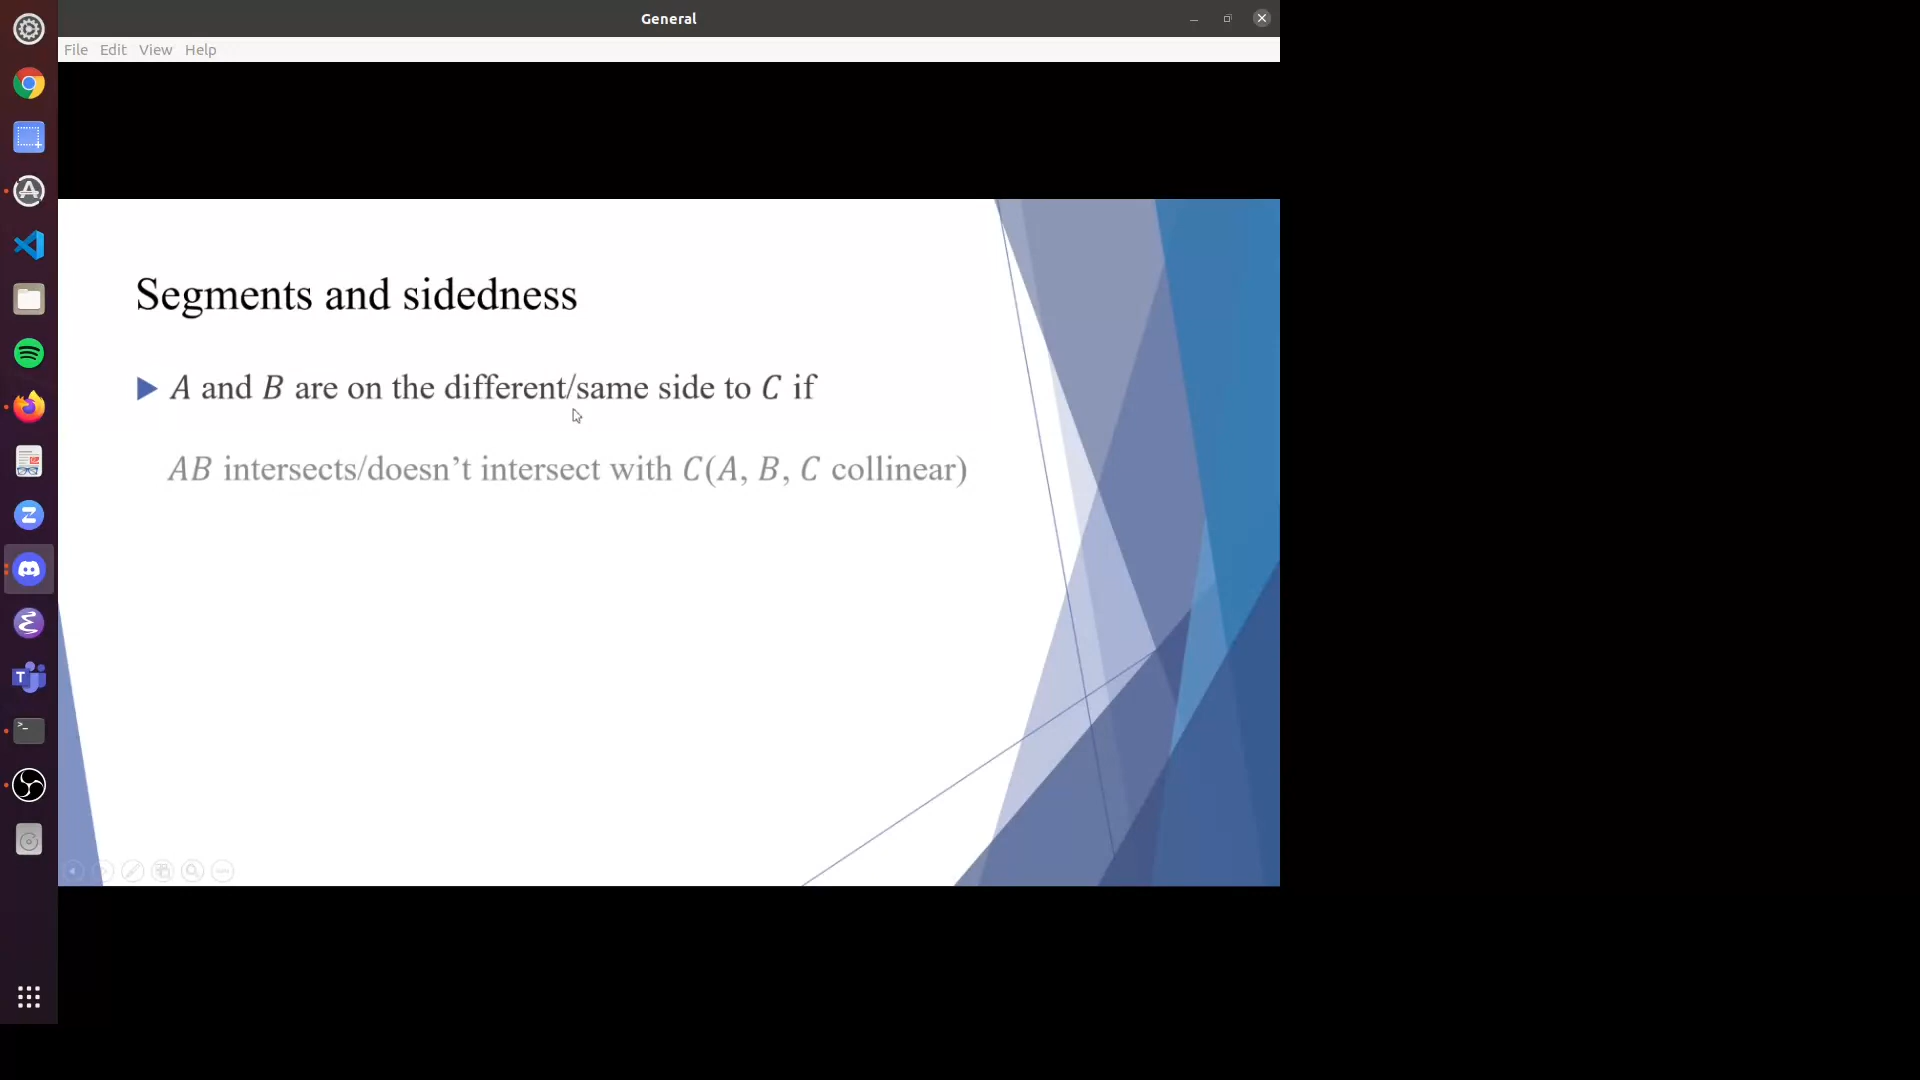 General
File Edit View Help
Segments and sidedness
A and B are on the different/same side to C if
AB intersects/doesn’t intersect with C(A, B, C collinear)